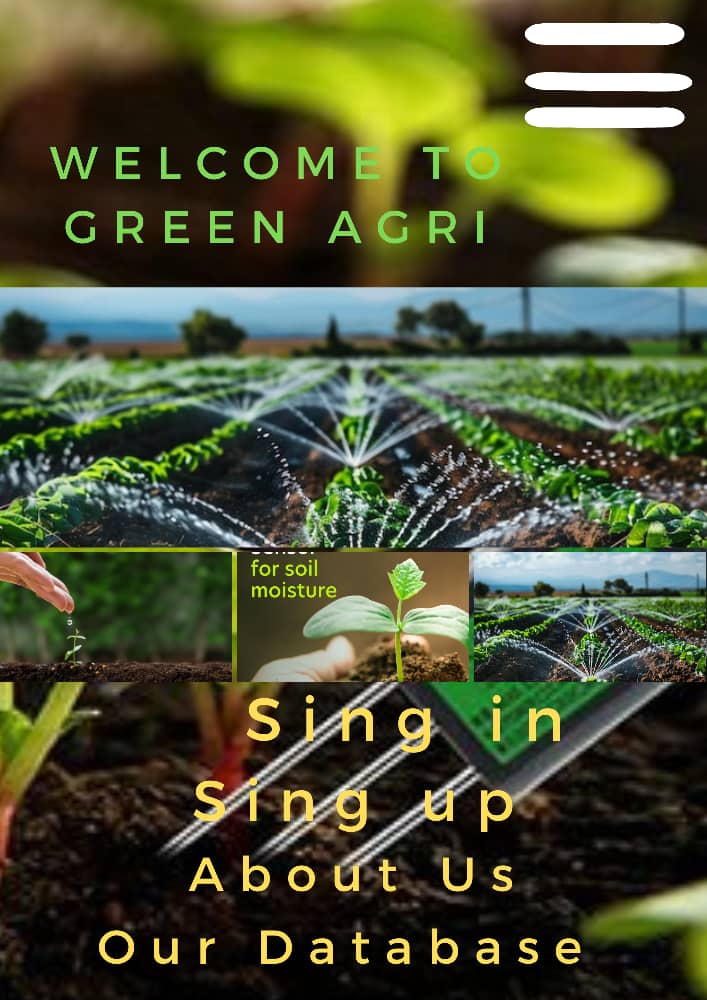 WELCOME TO
GREEN AGRI
for soil
moisture
Sing in
Sing up
About Us
Our Database